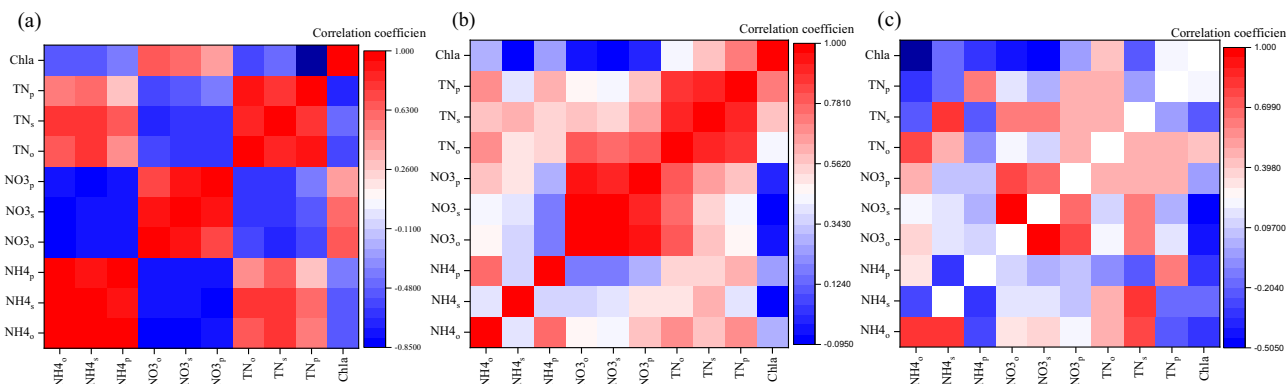 (a)
Correlation coefficien
Chla
TNp
TNs
TNo
NO3p
NO3s
NO3o
NH4p
NH4s
NH4o
NH4o
NH4s
NH4p
NO3o
NO3s
NO3p
TNo
TNs
TNp
Chla
1.000
0.6300
0.2600
-0.1100
-0.4800
-0.8500
(b)
Correlation coefficien
Chla
TNp
TNs
TNo
NO3p
NO3s
NO3o
NH4p
NH4s
NH4o
NH4o
NH4s
NH4p
NO3o
NO3s
NO3p
TNo
TNs
TNp
Chla
1.000
0.7810
0.5620
0.3430
0.1240
-0.0950
(c)
Correlation coefficien
Chla
TNp
TNs
TNo
NO3p
NO3s
NO3o
NH4p
NH4s
NH4o
NH4o
NH4s
NH4p
NO3o
NO3s
NO3p
TNo
TNs
TNp
Chla
1.000
0.6990
0.3980
0.09700
-0.2040
-0.5050